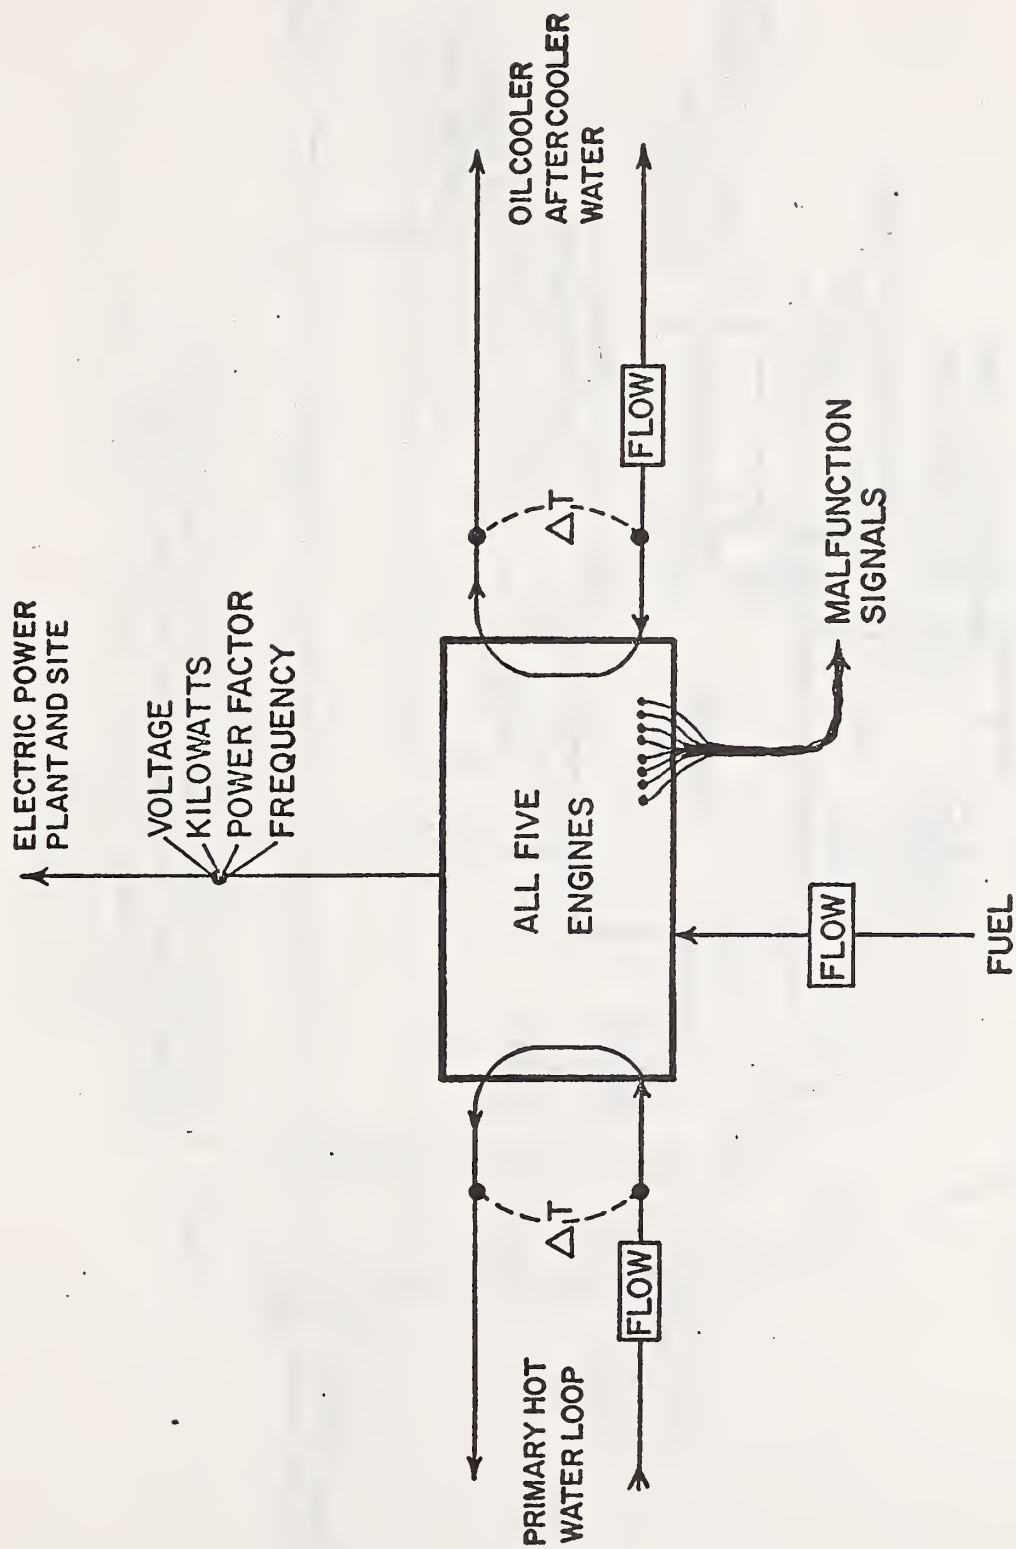 ELECTRIC POWER
PLANT AND SITE
VOLTAGE
KILOWATTS
POWER FACTOR
FREQUENCY
PRIMARY HOT
WATER LOOP
FLOW
ΔT
ALL FIVE
ENGINES
ΔT
FLOW
OIL COOLER
AFTERCOOLER
WATER
FLOW
FUEL
MALFUNCTION
SIGNALS